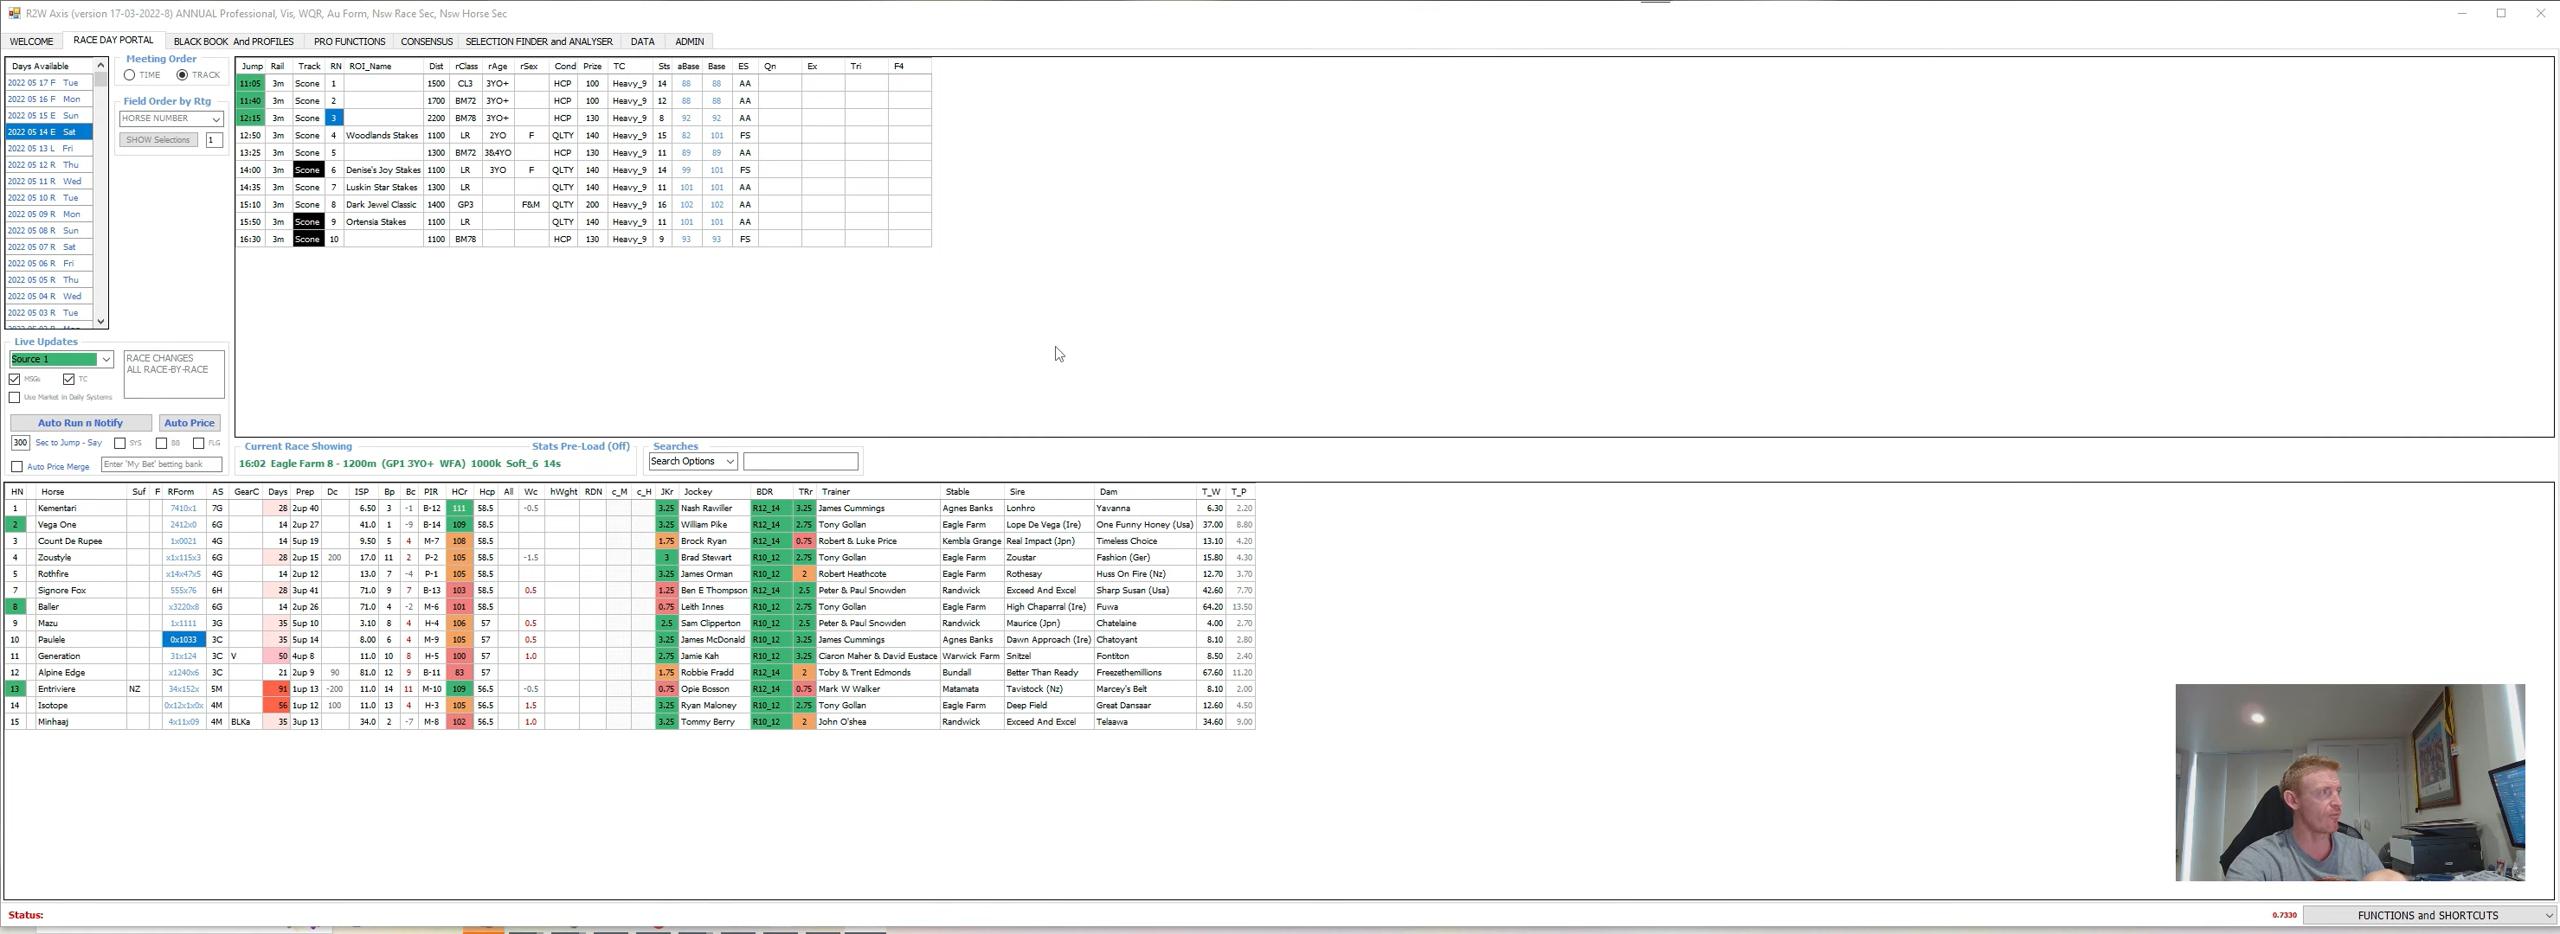 R2W Axis (version 17-03-2022-8) ANNUAL Professional, Vis, WQR, Au Form, Nsw Race Sec, Nsw Horse Sec
WELCOME RACE DAY PORTAL BLACK BOOK And PROFILES PRO FUNCTIONS CONSENSUS SELECTION FINDER and ANALYSER DATA ADMIN
Days Available
2022 05 17 F Tue
2022 05 16 F Mon
2022 05 15 E Sun
2022 05 14 E Sat
2022 05 13 L Fri
2022 05 12 R Thu
2022 05 11 R Wed
2022 05 10 R Tue
2022 05 09 R Mon
2022 05 08 R Sun
2022 05 07 R Sat
2022 05 06 R Fri
2022 05 05 R Thu
2022 05 04 R Wed
2022 05 03 R Tue
Meeting Order
TIME TRACK
Field Order by Rtg
HORSE NUMBER
SHOW Selections 1
Jump Rail Track RN ROI_Name Dist rClass rAge rSex Cond Prize TC Sts aBase Base ES Qn Ex Tri F4
11:05 3m Scone 1 1500 CL3 3YO+ HCP 100 Heavy_9 14 88 88 AA
11:40 3m Scone 2 1700 BM72 3YO+ HCP 100 Heavy_9 12 88 88 AA
12:15 3m Scone 3 2200 BM78 3YO+ HCP 130 Heavy_9 8 92 92 AA
12:50 3m Scone 4 Woodlands Stakes 1100 LR 2YO F QLTY 140 Heavy_9 15 82 101 FS
13:25 3m Scone 5 1300 BM72 3&4YO HCP 130 Heavy_9 11 89 89 AA
14:00 3m Scone 6 Denise's Joy Stakes 1100 LR 3YO F QLTY 140 Heavy_9 14 99 101 FS
14:35 3m Scone 7 Luskin Star Stakes 1300 LR QLTY 140 Heavy_9 11 101 101 AA
15:10 3m Scone 8 Dark Jewel Classic 1400 GP3 F&M QLTY 200 Heavy_9 16 102 102 AA
15:50 3m Scone 9 Ortensia Stakes 1100 LR QLTY 140 Heavy_9 11 101 101 AA
16:30 3m Scone 10 1100 BM78 HCP 130 Heavy_9 9 93 93 FS
Live Updates
Source 1
MSGs TC
Use Market in Daily Systems
RACE CHANGES
ALL RACE-BY-RACE
Auto Run n Notify Auto Price
300 Sec to Jump - Say SYS BB FLG
Auto Price Merge Enter 'My Bet' betting bank
Current Race Showing Stats Pre-Load (Off)
16:02 Eagle Farm 8 - 1200m (GP1 3YO+ WFA) 1000k Soft_6 14s
Searches
Search Options
HN Horse Suf F RForm AS GearC Days Prep Dc ISP Bp Bc PIR HCr Hcp All Wc hWght RDN c_M c_H JKr Jockey BDR TRr Trainer Stable Sire Dam T_W T_P
1 Kementari 7410x1 7G 28 2up 40 6.50 3 -1 B-12 111 58.5 -0.5 3.25 Nash Rawiller R12_14 3.25 James Cummings Agnes Banks Lonhro Yavanna 6.30 2.20
2 Vega One 2412x0 6G 14 2up 27 41.0 1 -9 B-14 109 58.5 3.25 William Pike R12_14 2.75 Tony Gollan Eagle Farm Lope De Vega (Ire) One Funny Honey (Usa) 37.00 8.80
3 Count De Rupee 1x0021 4G 14 5up 19 9.50 5 4 M-7 108 58.5 1.75 Brock Ryan R12_14 0.75 Robert & Luke Price Kembla Grange Real Impact (Jpn) Timeless Choice 13.10 4.20
4 Zoustyle x1x115x3 6G 28 2up 15 200 17.0 11 2 P-2 105 58.5 -1.5 3 Brad Stewart R10_12 2.75 Tony Gollan Eagle Farm Zoustar Fashion (Ger) 15.80 4.30
5 Rothfire x14x47x5 4G 14 2up 12 13.0 7 -4 P-1 105 58.5 3.25 James Orman R10_12 2 Robert Heathcote Eagle Farm Rothesay Huss On Fire (Nz) 12.70 3.70
7 Signore Fox 555x76 6H 28 3up 41 71.0 9 7 B-13 103 58.5 0.5 1.25 Ben E Thompson R12_14 2.5 Peter & Paul Snowden Randwick Exceed And Excel Sharp Susan (Usa) 42.60 7.70
8 Baller x3220x8 6G 14 2up 26 71.0 4 -2 M-6 101 58.5 0.75 Leith Innes R10_12 2.75 Tony Gollan Eagle Farm High Chaparral (Ire) Fuwa 64.20 13.50
9 Mazu 1x1111 3G 35 5up 10 3.10 8 4 H-4 106 57 0.5 2.5 Sam Clipperton R10_12 2.5 Peter & Paul Snowden Randwick Maurice (Jpn) Chatelaine 4.00 2.70
10 Paulele 0x1033 3C 35 5up 14 8.00 6 4 M-9 105 57 0.5 3.25 James McDonald R10_12 3.25 James Cummings Agnes Banks Dawn Approach (Ire) Chatoyant 8.10 2.80
11 Generation 31x124 3C V 50 4up 8 11.0 10 8 H-5 100 57 1.0 2.75 Jamie Kah R10_12 3.25 Ciaron Maher & David Eustace Warwick Farm Snitzel Fontiton 8.50 2.40
12 Alpine Edge x1240x6 3C 21 2up 9 90 81.0 12 9 B-11 83 57 1.75 Robbie Fradd R12_14 2 Toby & Trent Edmonds Bundall Better Than Ready Freezethemillions 67.60 11.20
13 Entriviere NZ 34x152x 5M 91 1up 13 -200 11.0 14 11 M-10 109 56.5 -0.5 0.75 Opie Bosson R12_14 0.75 Mark W Walker Matamata Tavistock (Nz) Marcey's Belt 8.10 2.00
14 Isotope 0x12x1x0x 4M 56 1up 12 100 11.0 13 4 H-3 105 56.5 1.5 3.25 Ryan Maloney R10_12 2.75 Tony Gollan Eagle Farm Deep Field Great Dansaar 12.60 4.50
15 Minhaaj 4x11x09 4M BLKa 35 3up 13 34.0 2 -7 M-8 102 56.5 1.0 3.25 Tommy Berry R10_12 2 John O'shea Randwick Exceed And Excel Telaawa 34.60 9.00
Status: 0.7330 FUNCTIONS and SHORTCUTS